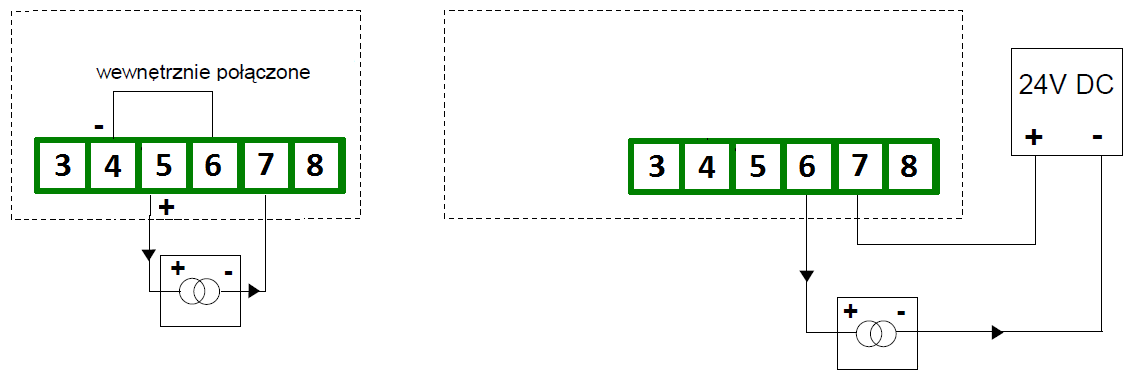 wewnętrznie połączone
-
3 4 5 6 7 8
+
+ -
24V DC
+ -
3 4 5 6 7 8
+ -